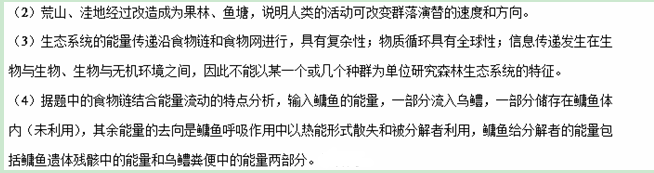 （2）荒山、洼地经过改造成为果林、鱼塘，说明人类的活动可改变群落演替的速度和方向。
（3）生态系统的能量传递沿食物链和食物网进行，具有复杂性；物质循环具有全球性；信息传递发生在生
物与生物、生物与无机环境之间，因此不能以某一个或几个种群为单位研究森林生态系统的特征。
（4）据题中的食物链结合能量流动的特点分析，输入鳙鱼的能量，一部分流入乌鳢，一部分储存在鳙鱼体
内（未利用），其余能量的去向是鳙鱼呼吸作用中以热能形式散失和被分解者利用，鳙鱼给分解者的能量包
括鳙鱼遗体残骸中的能量和乌鳢粪便中的能量两部分。